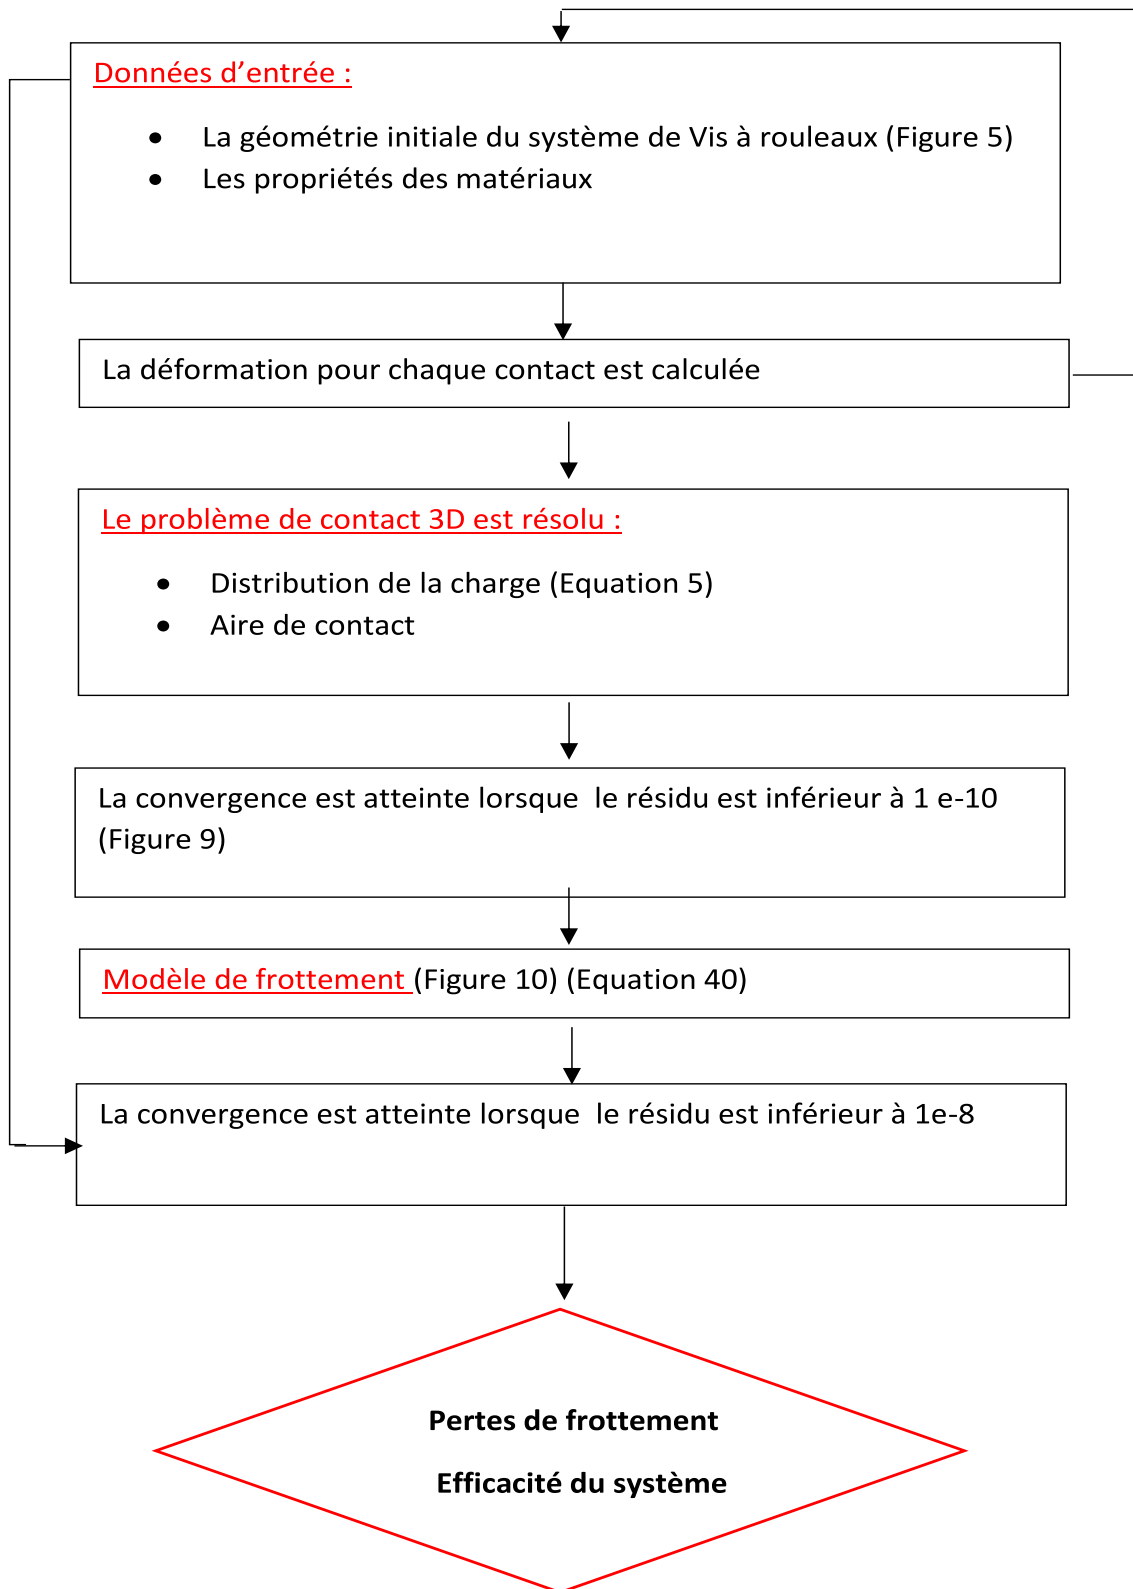 Données d’entrée :
• La géométrie initiale du système de Vis à rouleaux (Figure 5)
• Les propriétés des matériaux
La déformation pour chaque contact est calculée
Le problème de contact 3D est résolu :
• Distribution de la charge (Equation 5)
• Aire de contact
La convergence est atteinte lorsque  le résidu est inférieur à 1 e-10
(Figure 9)
Modèle de frottement (Figure 10) (Equation 40)
La convergence est atteinte lorsque  le résidu est inférieur à 1e-8
Pertes de frottement
Efficacité du système